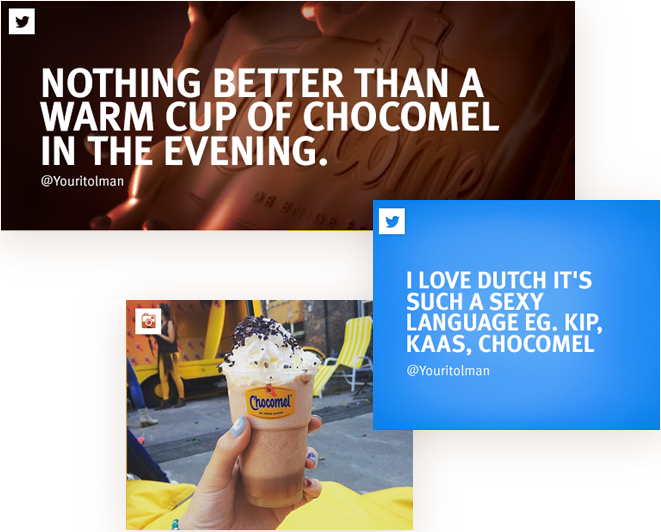 NOTHING BETTER THAN A
WARM CUP OF CHOCOMEL
IN THE EVENING.
@Youritolman
Chocomel
I LOVE DUTCH IT'S
SUCH A SEXY
LANGUAGE EG. KIP,
KAAS, CHOCOMEL
@Youritolman
Chocomel